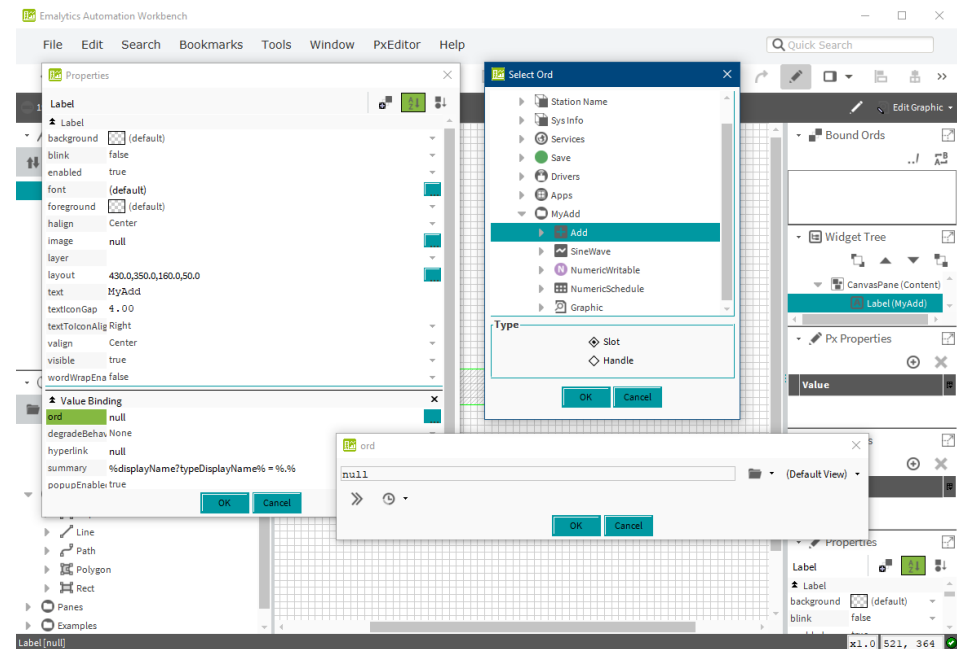 Emalytics Automation Workbench
File Edit Search Bookmarks Tools Window PxEditor Help
Quick Search
Properties
Label
Label
background (default)
blink false
enabled true
font (default)
foreground (default)
halign Center
image null
layer
layout 430.0,350.0,160.0,50.0
text MyAdd
textIconGap 4.00
textToIconAlig Right
valign Center
visible true
wordWrapEna false
Value Binding
ord null
degradeBehav None
hyperlink null
summary %displayName?typeDisplayName% = %.%
popupEnable true
OK Cancel
Select Ord
Station Name
Sys Info
Services
Save
Drivers
Apps
MyAdd
Add
SineWave
NumericWritable
NumericSchedule
Graphic
Type
Slot
Handle
OK Cancel
ord
null
(Default View)
OK Cancel
Edit Graphic
Bound Ords
Widget Tree
CanvasPane (Content)
Label (MyAdd)
Px Properties
Value
Properties
Label
Label
background (default)
blink false
Line
Path
Polygon
Rect
Panes
Examples
Label [null]
x1.0 521, 364